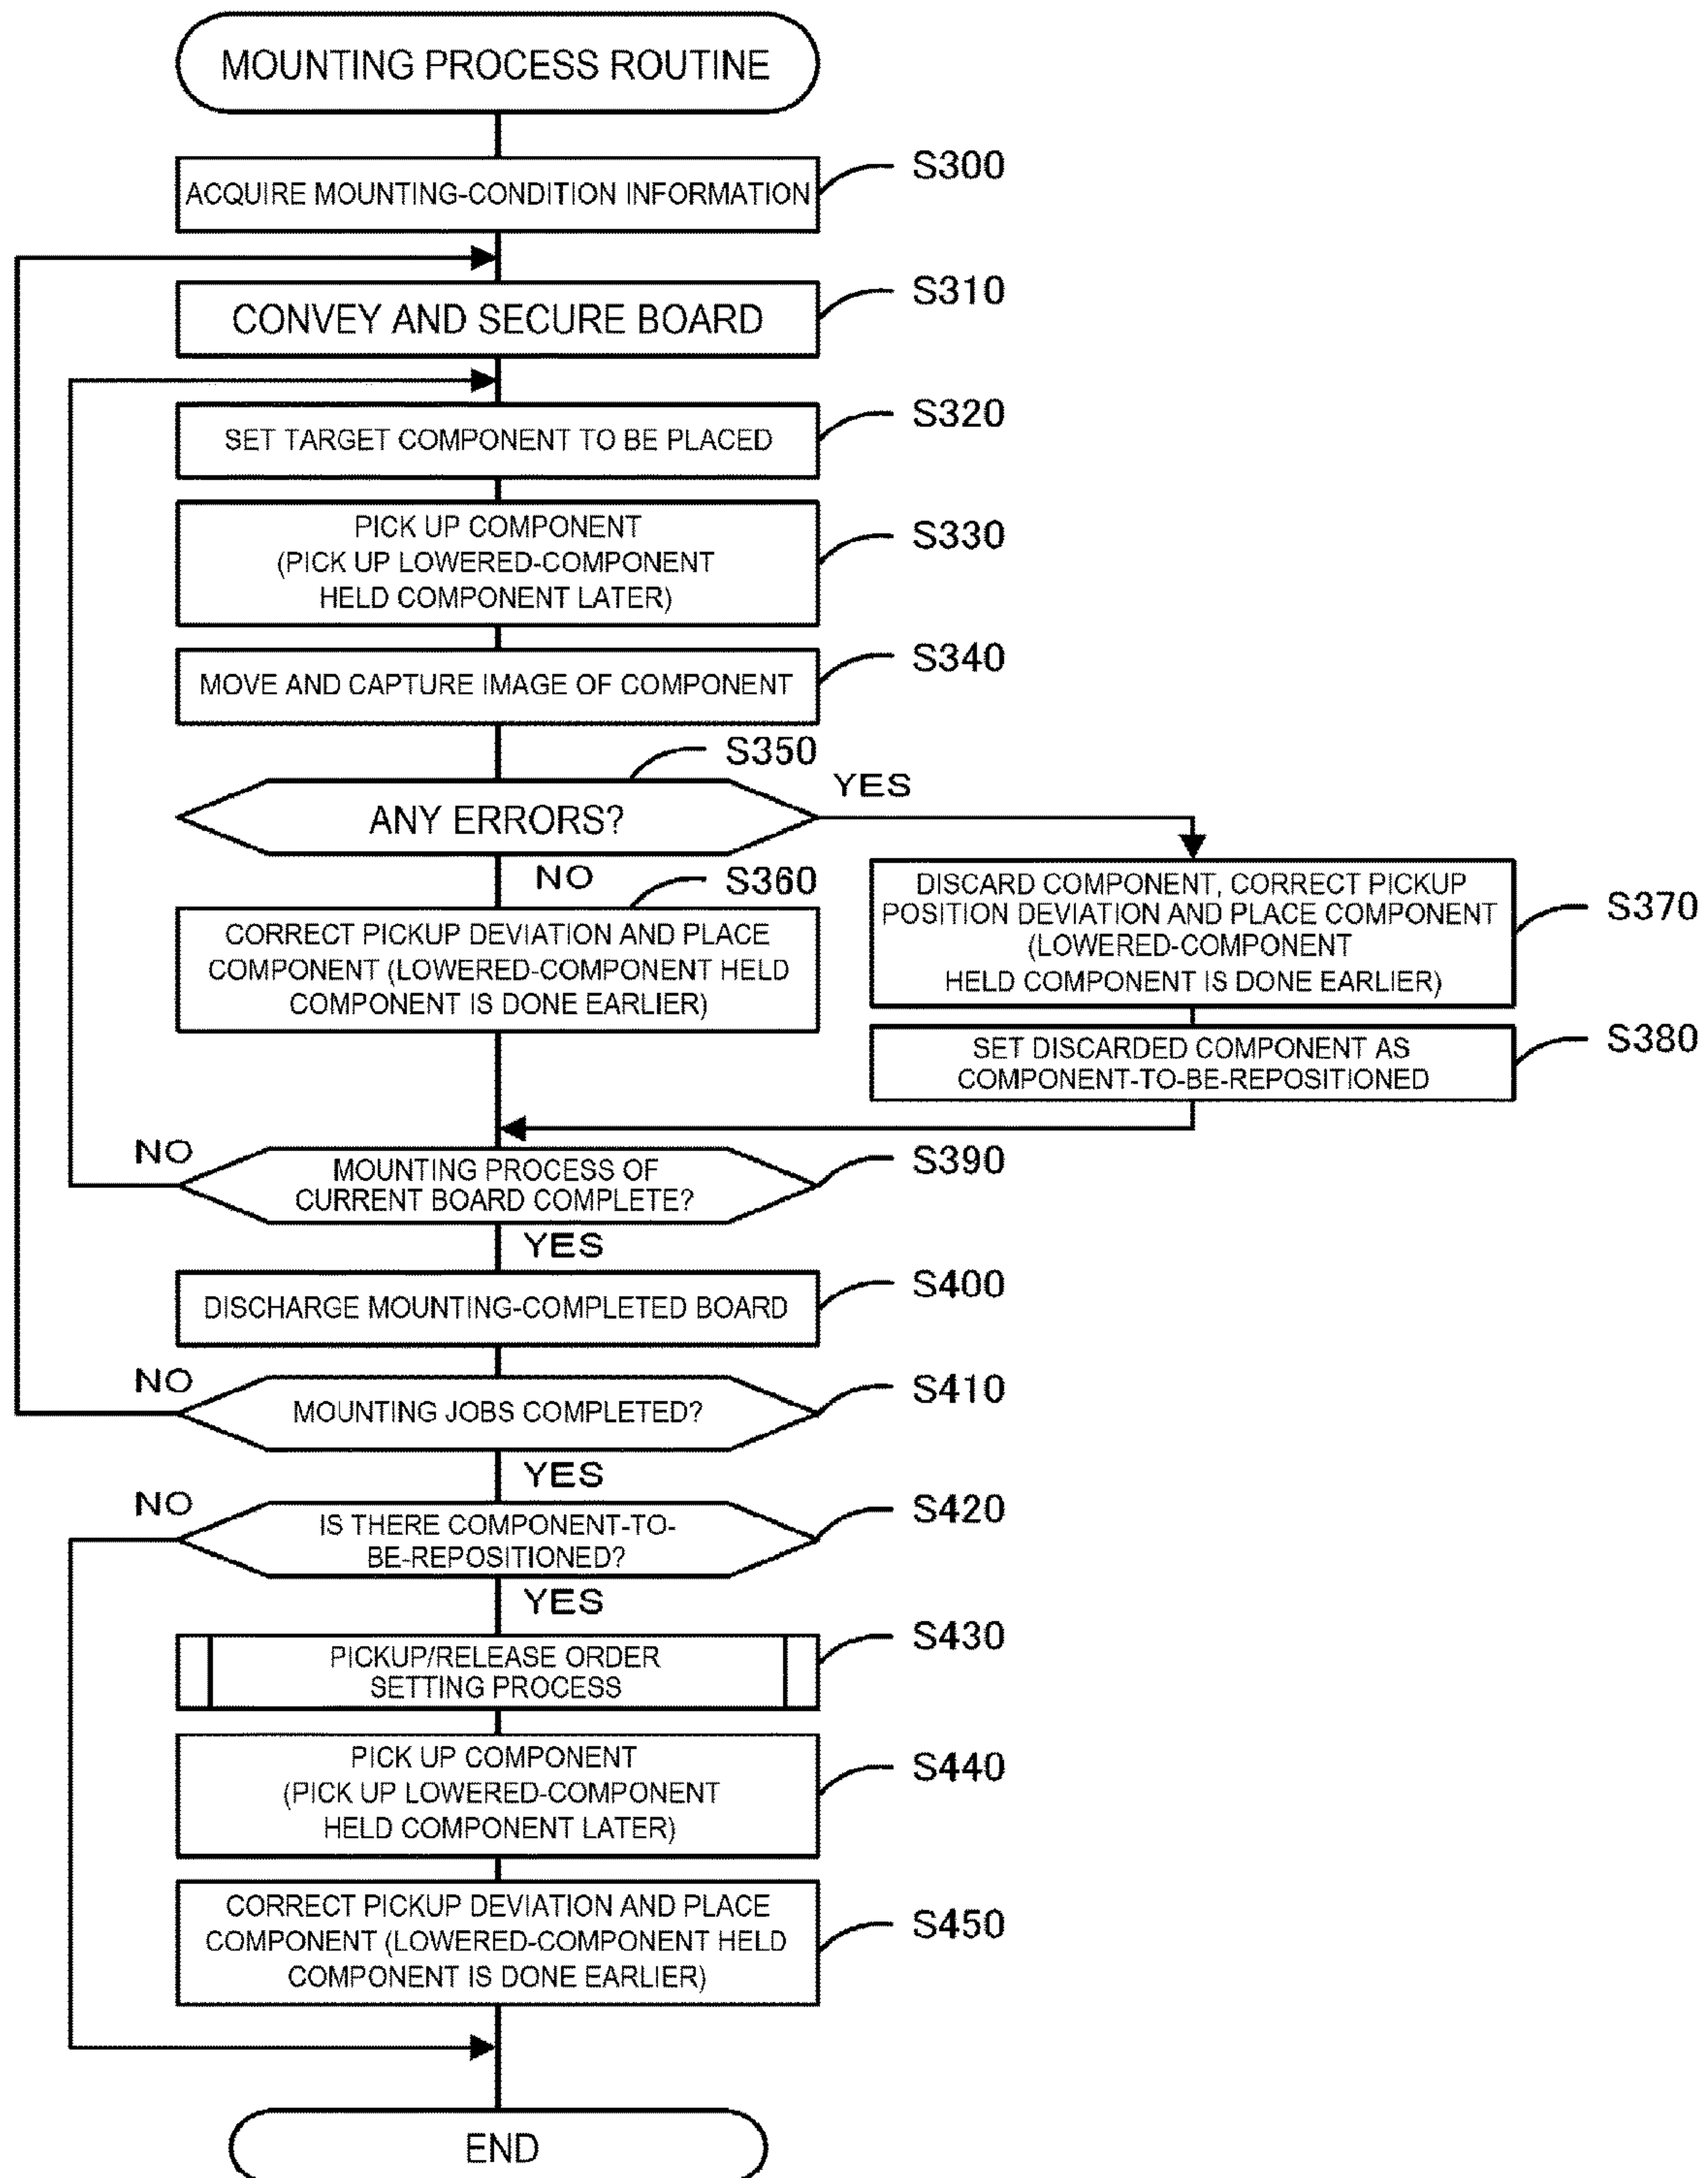 MOUNTING PROCESS ROUTINE
S300
ACQUIRE MOUNTING-CONDITION INFORMATION
S310
CONVEY AND SECURE BOARD
S320
SET TARGET COMPONENT TO BE PLACED
S330
PICK UP COMPONENT
(PICK UP LOWERED-COMPONENT
HELD COMPONENT LATER)
S340
MOVE AND CAPTURE IMAGE OF COMPONENT
S350
ANY ERRORS?
YES
NO
S360
CORRECT PICKUP DEVIATION AND PLACE
COMPONENT (LOWERED-COMPONENT HELD
COMPONENT IS DONE EARLIER)
S370
DISCARD COMPONENT, CORRECT PICKUP
POSITION DEVIATION AND PLACE COMPONENT
(LOWERED-COMPONENT
HELD COMPONENT IS DONE EARLIER)
S380
SET DISCARDED COMPONENT AS
COMPONENT-TO-BE-REPOSITIONED
NO
S390
MOUNTING PROCESS OF
CURRENT BOARD COMPLETE?
YES
S400
DISCHARGE MOUNTING-COMPLETED BOARD
NO
S410
MOUNTING JOBS COMPLETED?
YES
NO
S420
IS THERE COMPONENT-TO-
BE-REPOSITIONED?
YES
S430
PICKUP/RELEASE ORDER
SETTING PROCESS
S440
PICK UP COMPONENT
(PICK UP LOWERED-COMPONENT
HELD COMPONENT LATER)
S450
CORRECT PICKUP DEVIATION AND PLACE
COMPONENT (LOWERED-COMPONENT HELD
COMPONENT IS DONE EARLIER)
END